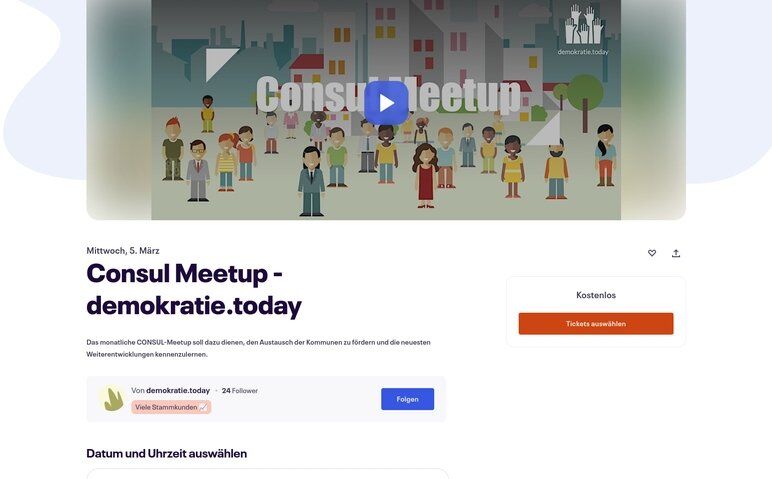 demokratie.today
Consul Meetup
Mittwoch, 5. März
Consul Meetup -
demokratie.today
Kostenlos
Tickets auswählen
Das monatliche CONSUL-Meetup soll dazu dienen, den Austausch der Kommunen zu fördern und die neuesten
Weiterentwicklungen kennenzulernen.
Von demokratie.today • 24 Follower
Viele Stammkunden 📈
Folgen
Datum und Uhrzeit auswählen